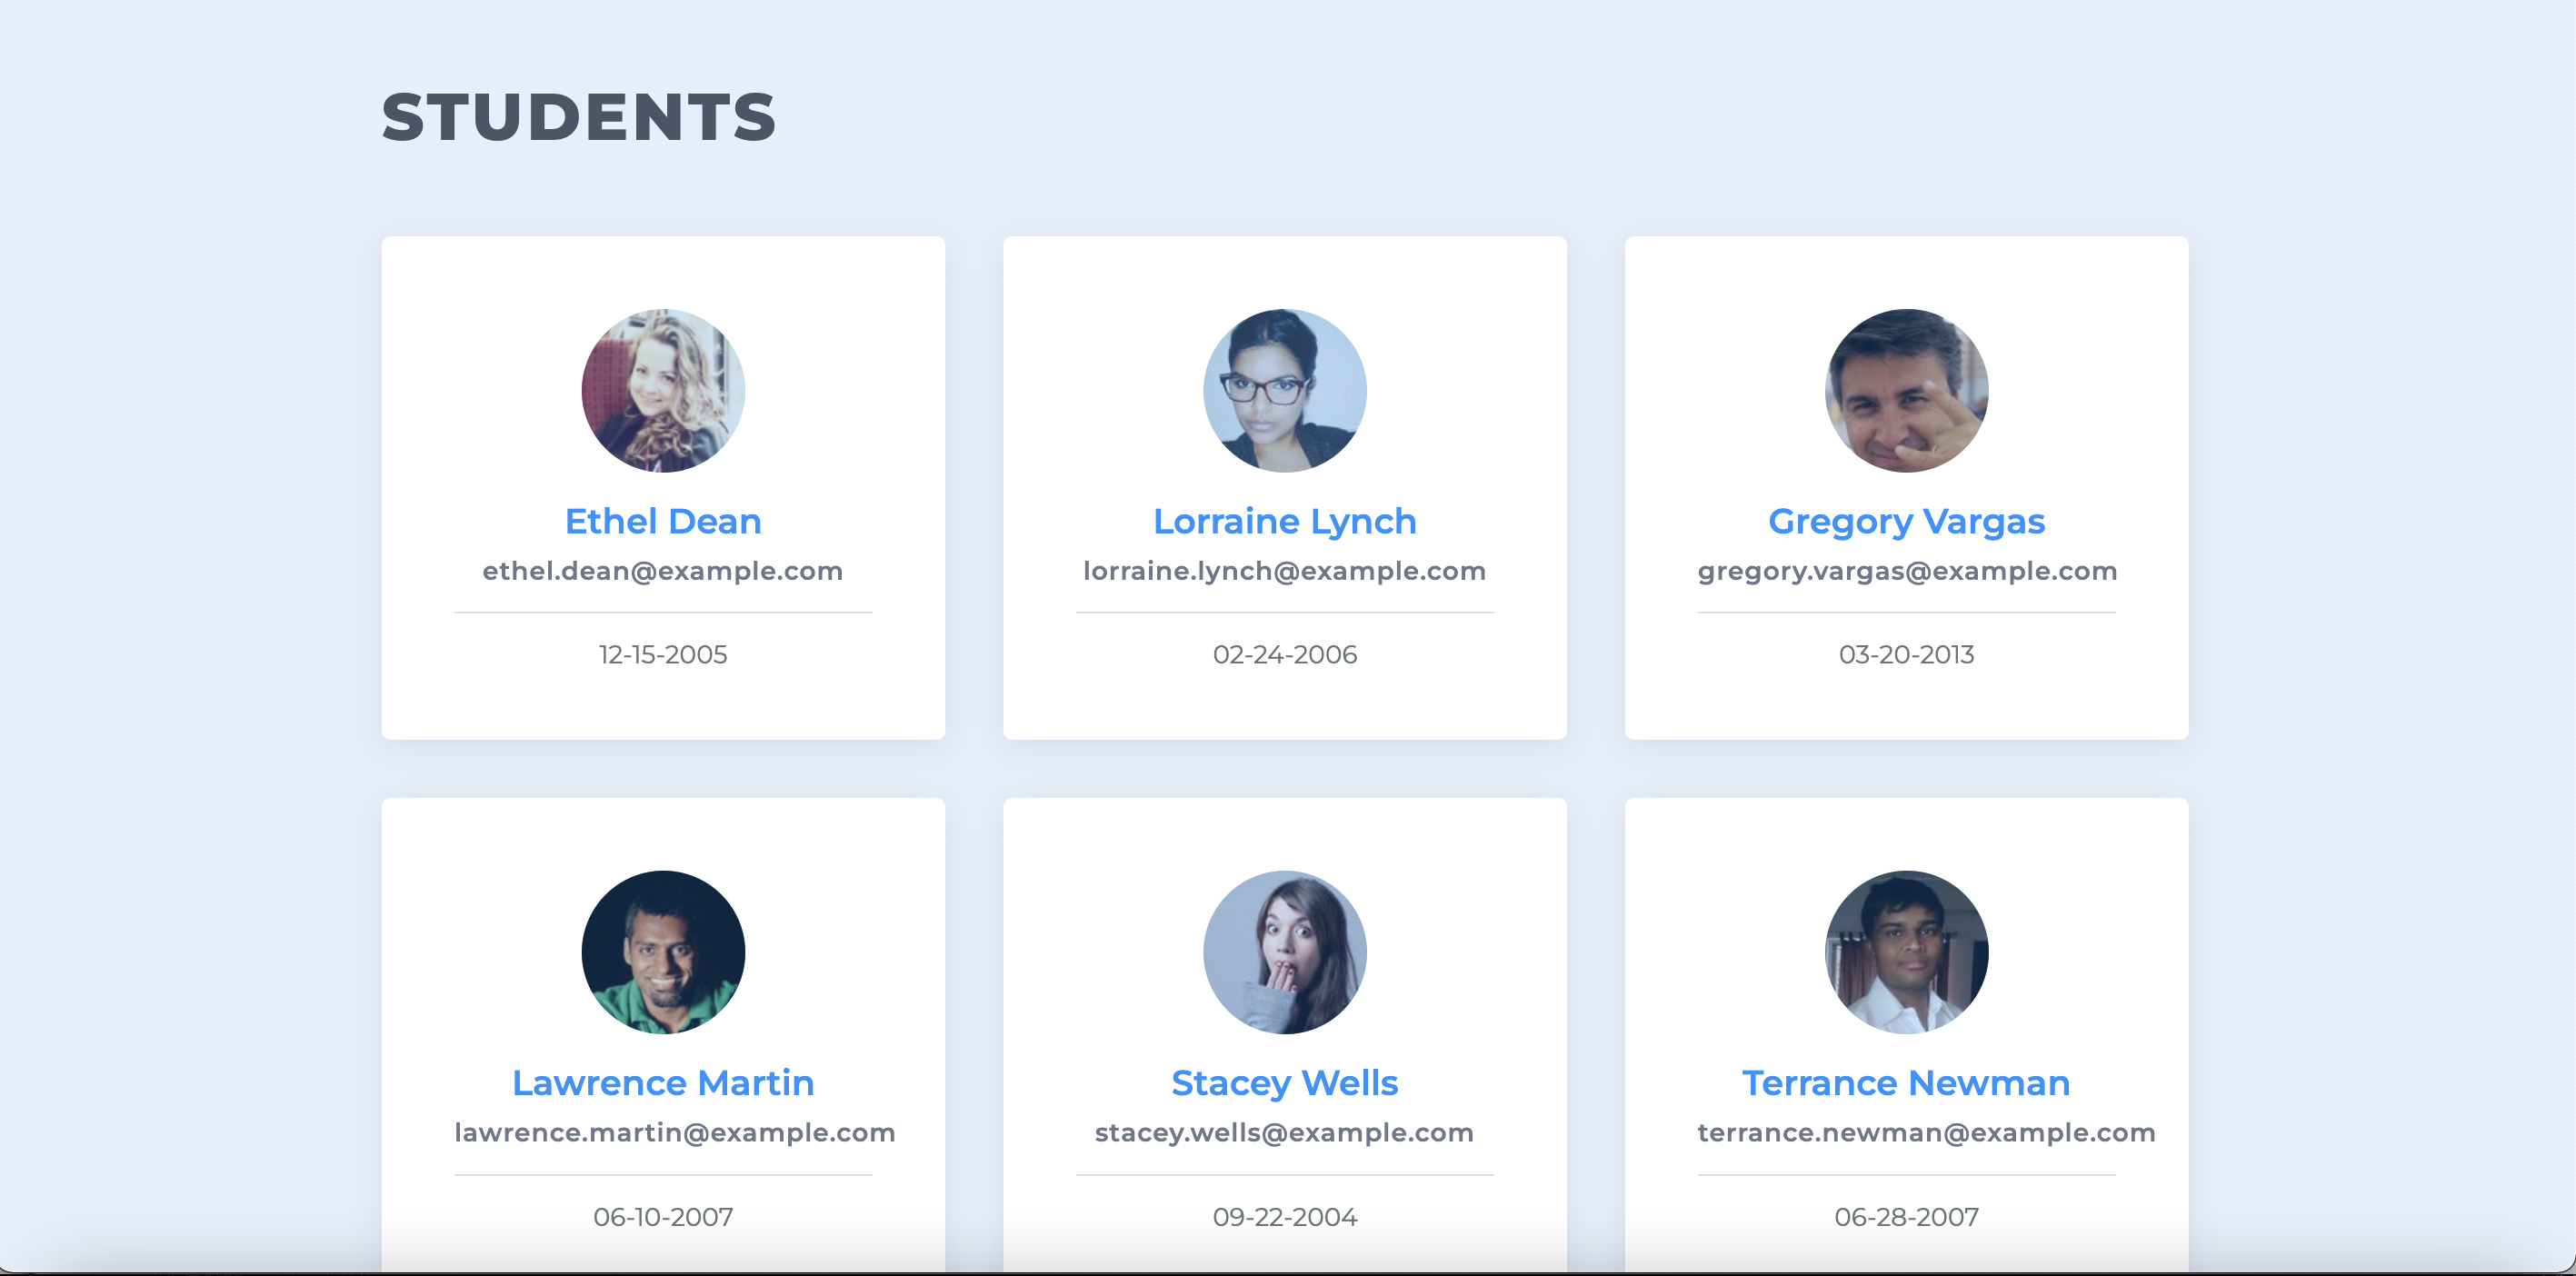 STUDENTS
Ethel Dean
ethel.dean@example.com
12-15-2005
Lorraine Lynch
lorraine.lynch@example.com
02-24-2006
Gregory Vargas
gregory.vargas@example.com
03-20-2013
Lawrence Martin
lawrence.martin@example.com
06-10-2007
Stacey Wells
stacey.wells@example.com
09-22-2004
Terrance Newman
terrance.newman@example.com
06-28-2007